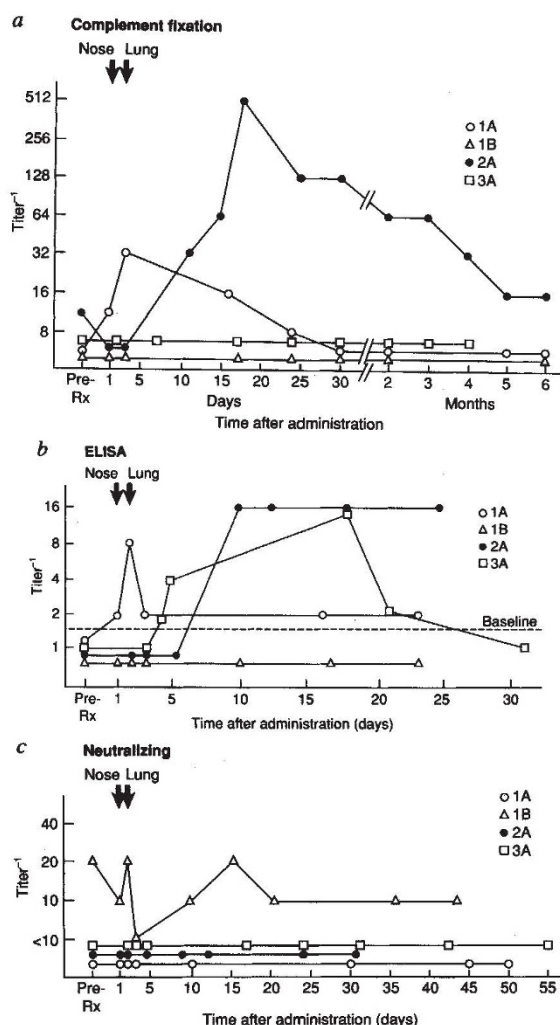 a
Complement fixation
Nose Lung
512
256
128
64
32
16
8
Titer⁻¹
1A
1B
2A
3A
Pre-Rx 1 5 10 15 20 25 30 2 3 4 5 6
Days Months
Time after administration
b
ELISA
Nose Lung
16
8
4
2
1
Titer⁻¹
1A
1B
2A
3A
Baseline
Pre-Rx 1 5 10 15 20 25 30
Time after administration (days)
c
Neutralizing
Nose Lung
40
20
10
<10
Titer⁻¹
1A
1B
2A
3A
Pre-Rx 1 5 10 15 20 25 30 35 40 45 50 55
Time after administration (days)